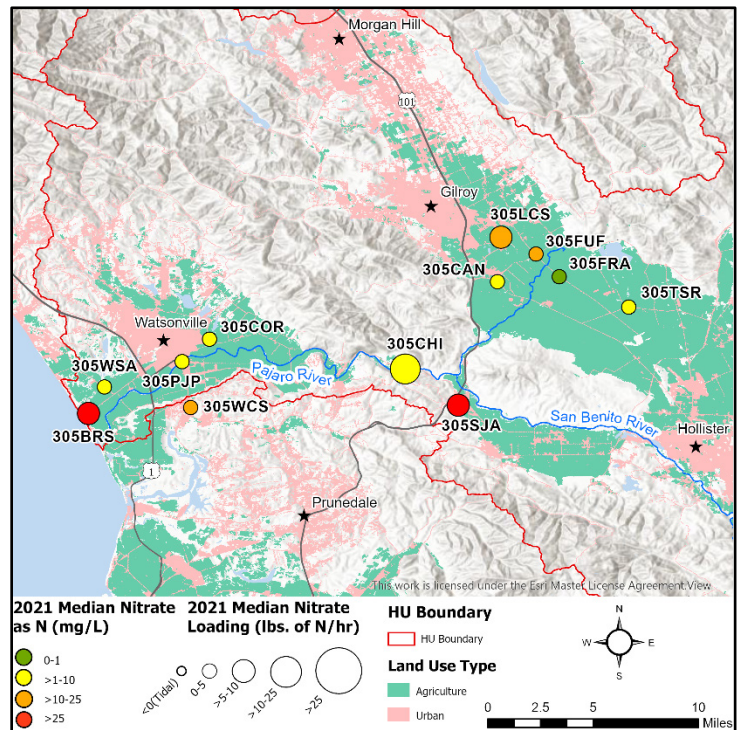 Morgan Hill
101
Gilroy
305LCS
305FUF
305FRA
305CAN
305TSR
Watsonville
305COR
305CHI
305WSA
305PJP
Pajaro River
305WCS
305BRS
305SJA
San Benito River
Hollister
1
Prunedale
This work is licensed under the Esri Master License Agreement.View
2021 Median Nitrate
as N (mg/L)
0-1
>1-10
>10-25
>25
2021 Median Nitrate
Loading (lbs. of N/hr)
<0(Tidal)
0-5
>5-10
>10-25
>25
HU Boundary
HU Boundary
Land Use Type
Agriculture
Urban
N
W E
S
0 2.5 5 10
Miles